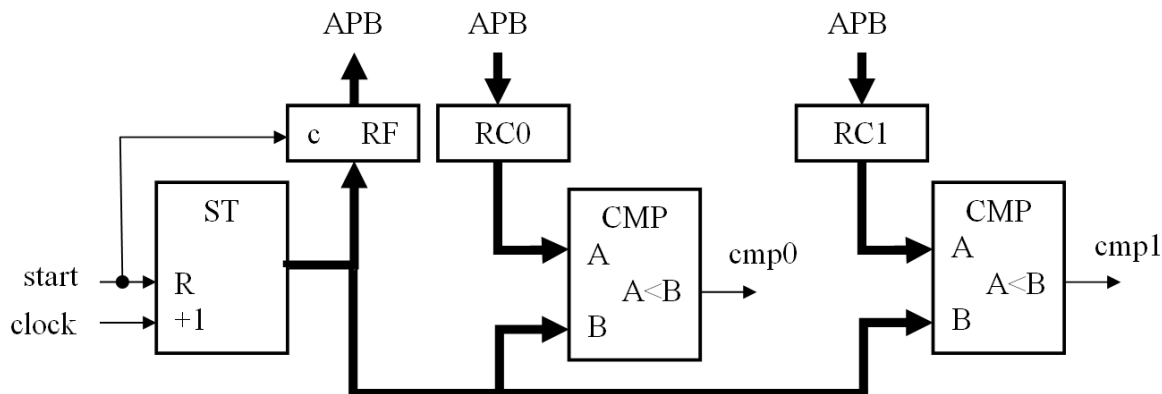 APB APB APB
c RF RC0 RC1
ST CMP CMP
A cmp0 A cmp1
start R A<B A<B
clock +1 B B